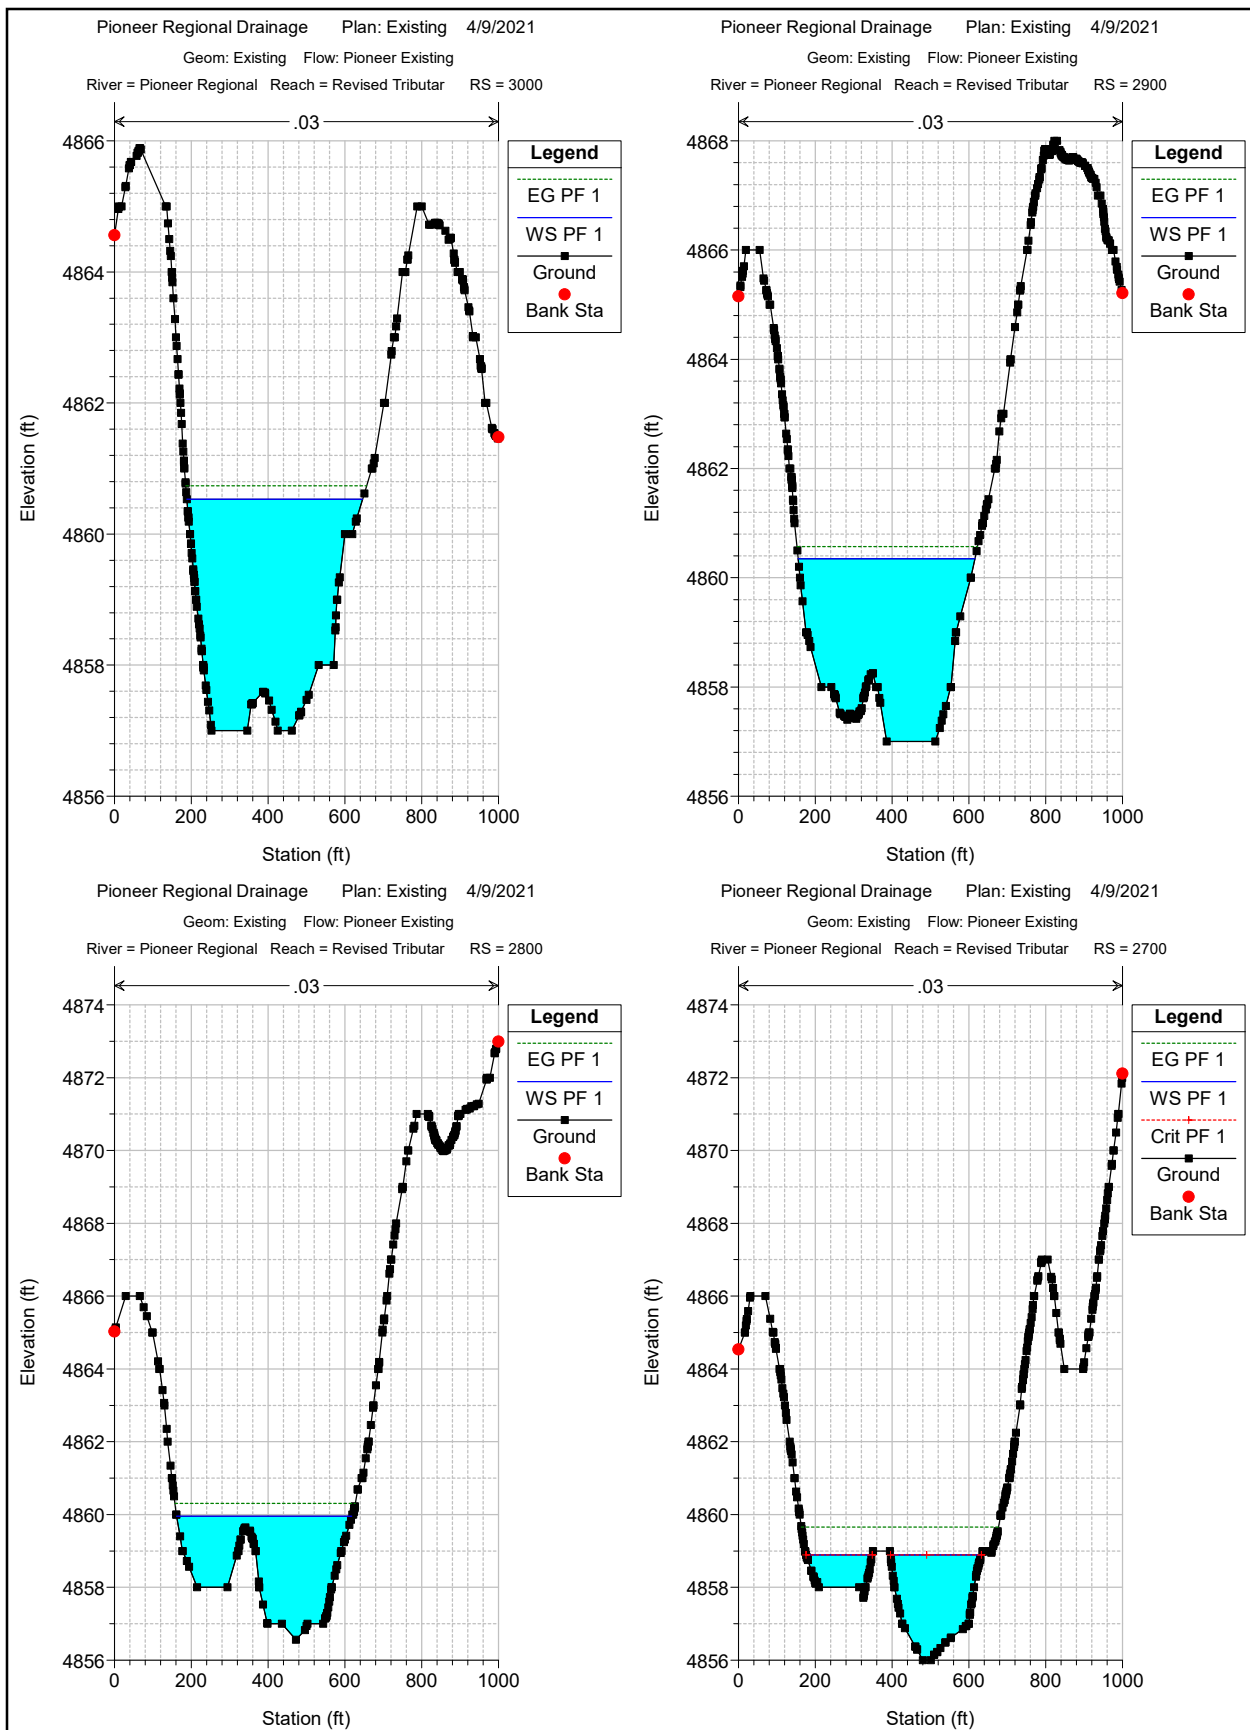 Pioneer Regional Drainage Plan: Existing 4/9/2021
Geom: Existing Flow: Pioneer Existing
River = Pioneer Regional Reach = Revised Tributar RS = 3000
.03
4866
4864
4862
4860
4858
4856
Elevation (ft)
0 200 400 600 800 1000
Station (ft)
Legend
EG PF 1
WS PF 1
Ground
Bank Sta
Pioneer Regional Drainage Plan: Existing 4/9/2021
Geom: Existing Flow: Pioneer Existing
River = Pioneer Regional Reach = Revised Tributar RS = 2900
.03
4868
4866
4864
4862
4860
4858
4856
Elevation (ft)
0 200 400 600 800 1000
Station (ft)
Legend
EG PF 1
WS PF 1
Ground
Bank Sta
Pioneer Regional Drainage Plan: Existing 4/9/2021
Geom: Existing Flow: Pioneer Existing
River = Pioneer Regional Reach = Revised Tributar RS = 2800
.03
4874
4872
4870
4868
4866
4864
4862
4860
4858
4856
Elevation (ft)
0 200 400 600 800 1000
Station (ft)
Legend
EG PF 1
WS PF 1
Ground
Bank Sta
Pioneer Regional Drainage Plan: Existing 4/9/2021
Geom: Existing Flow: Pioneer Existing
River = Pioneer Regional Reach = Revised Tributar RS = 2700
.03
4874
4872
4870
4868
4866
4864
4862
4860
4858
4856
Elevation (ft)
0 200 400 600 800 1000
Station (ft)
Legend
EG PF 1
WS PF 1
Crit PF 1
Ground
Bank Sta